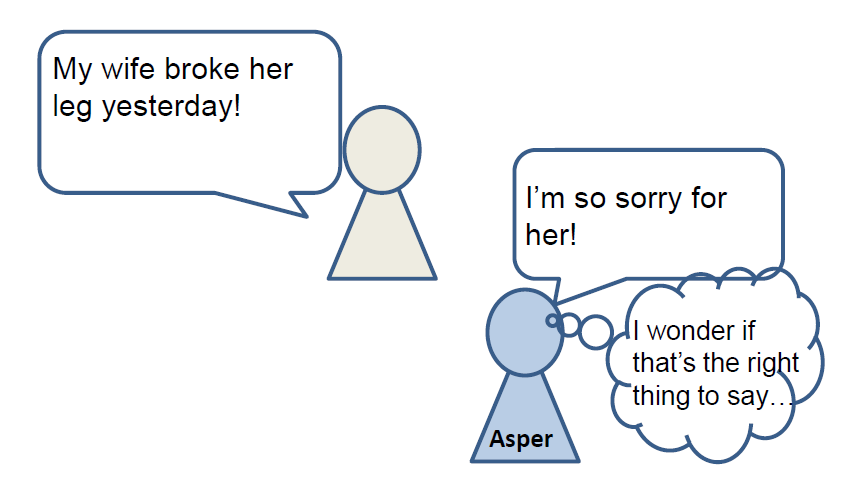 My wife broke her
leg yesterday!
I'm so sorry for
her!
I wonder if
that's the right
thing to say…
Asper